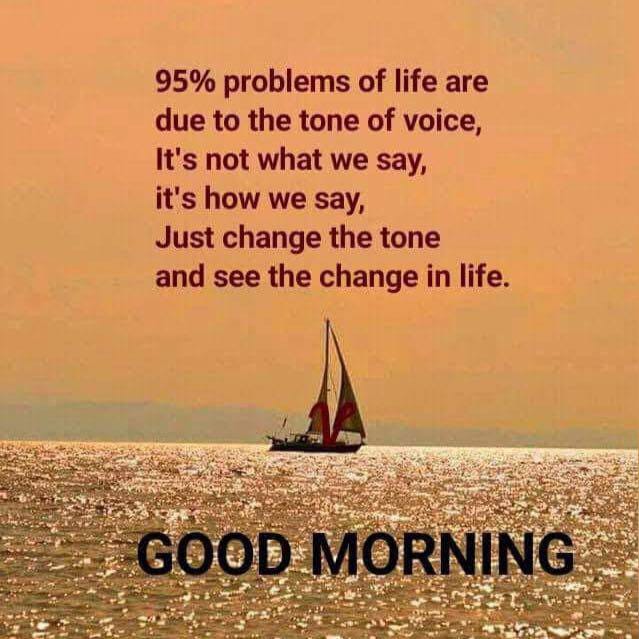 95% problems of life are
due to the tone of voice,
It's not what we say,
it's how we say,
Just change the tone
and see the change in life.
GOOD MORNING